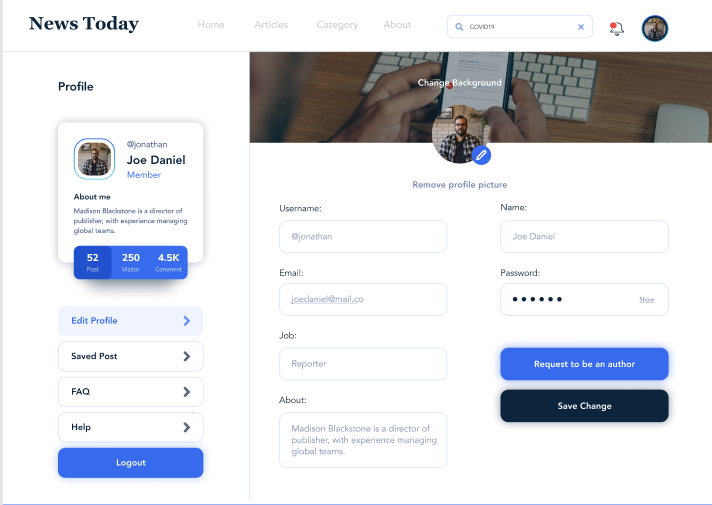 News Today
Home
Articles
Category
About
COVID19
Profile
@jonathan
Joe Daniel
Member
About me
Madison Blackstone is a director of
publisher, with experience managing
global teams.
52
250
4.5K
Post
Visitor
Comment
Edit Profile
Saved Post
FAQ
Help
Logout
Change Background
Remove profile picture
Username:
@jonathan
Name:
Joe Daniel
Email:
joedaniel@mail.co
Password:
Show
Job:
Reporter
Request to be an author
Save Change
About:
Madison Blackstone is a director of
publisher, with experience managing
global teams.